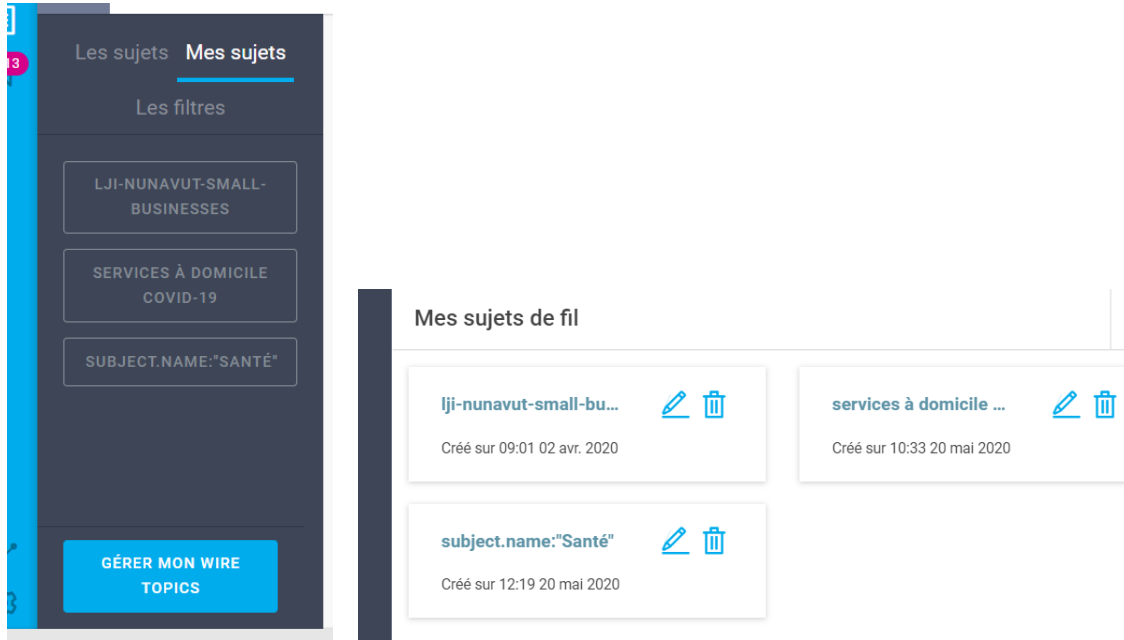 13
Les sujets Mes sujets
Les filtres
LJI-NUNAVUT-SMALL-
BUSINESSES
SERVICES À DOMICILE
COVID-19
SUBJECT.NAME:"SANTÉ"
GÉRER MON WIRE
TOPICS
Mes sujets de fil
lji-nunavut-small-bu...
Créé sur 09:01 02 avr. 2020
services à domicile ...
Créé sur 10:33 20 mai 2020
subject.name:"Santé"
Créé sur 12:19 20 mai 2020